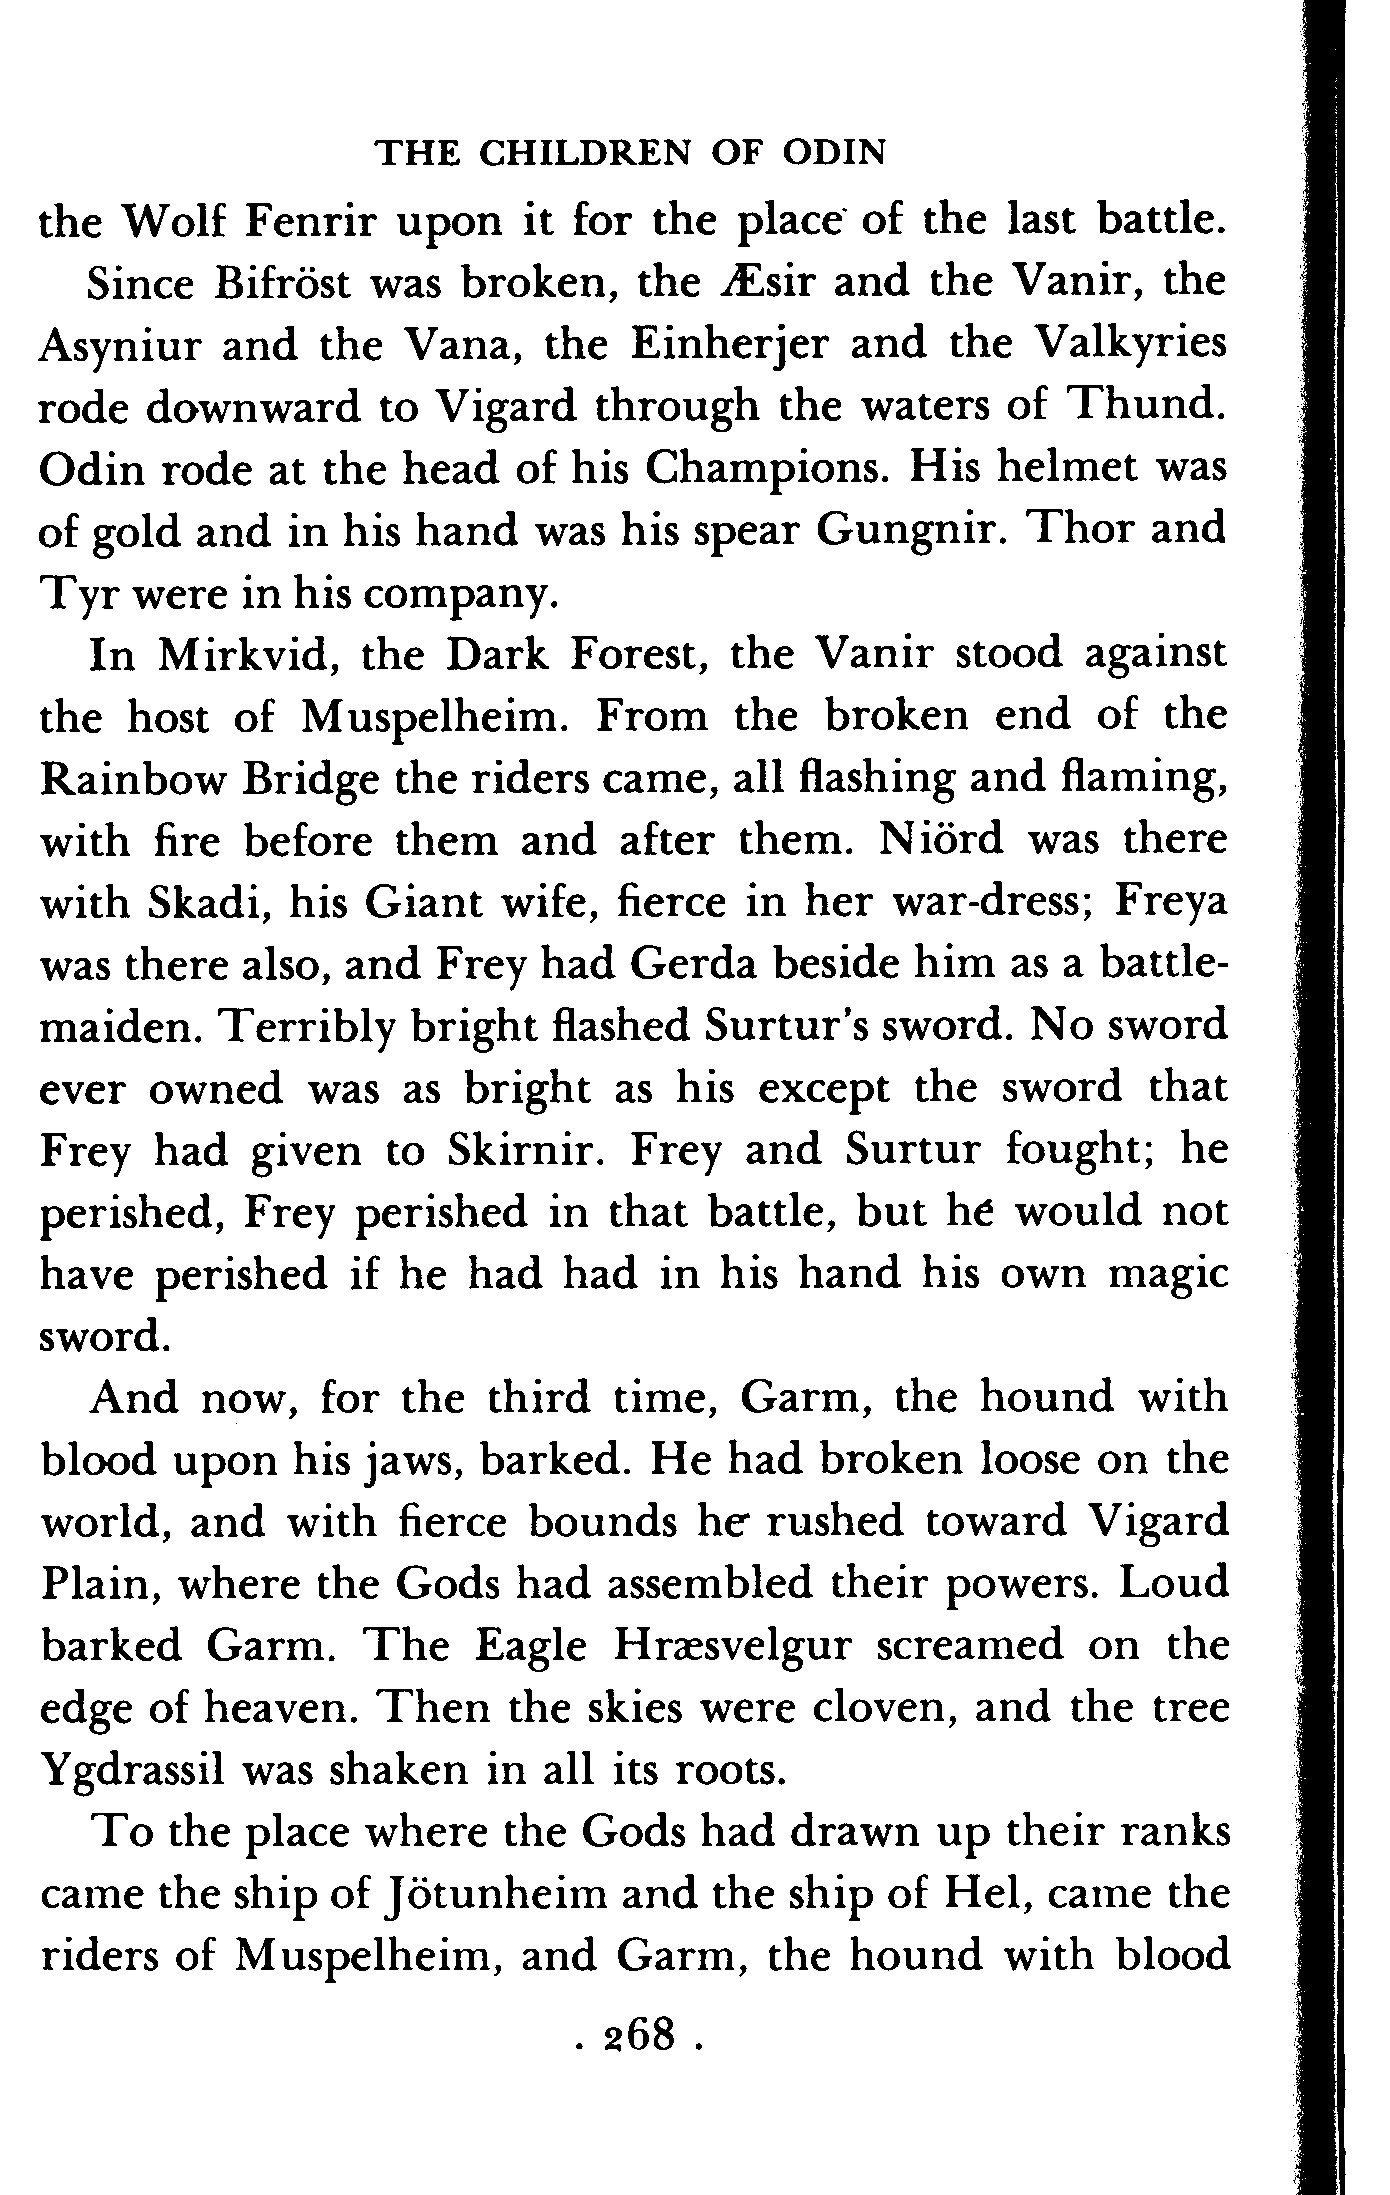 THE CHILDREN OF ODIN
the Wolf Fenrir upon it for the place of the last battle.
Since Bifröst was broken, the Æsir and the Vanir, the
Asyniur and the Vana, the Einherjer and the Valkyries
rode downward to Vigard through the waters of Thund.
Odin rode at the head of his Champions. His helmet was
of gold and in his hand was his spear Gungnir. Thor and
Tyr were in his company.
In Mirkvid, the Dark Forest, the Vanir stood against
the host of Muspelheim. From the broken end of the
Rainbow Bridge the riders came, all flashing and flaming,
with fire before them and after them. Niörd was there
with Skadi, his Giant wife, fierce in her war-dress; Freya
was there also, and Frey had Gerda beside him as a battle-
maiden. Terribly bright flashed Surtur's sword. No sword
ever owned was as bright as his except the sword that
Frey had given to Skirnir. Frey and Surtur fought; he
perished, Frey perished in that battle, but he would not
have perished if he had had in his hand his own magic
sword.
And now, for the third time, Garm, the hound with
blood upon his jaws, barked. He had broken loose on the
world, and with fierce bounds he rushed toward Vigard
Plain, where the Gods had assembled their powers. Loud
barked Garm. The Eagle Hræsvelgur screamed on the
edge of heaven. Then the skies were cloven, and the tree
Ygdrassil was shaken in all its roots.
To the place where the Gods had drawn up their ranks
came the ship of Jötunheim and the ship of Hel, came the
riders of Muspelheim, and Garm, the hound with blood
. 268 .